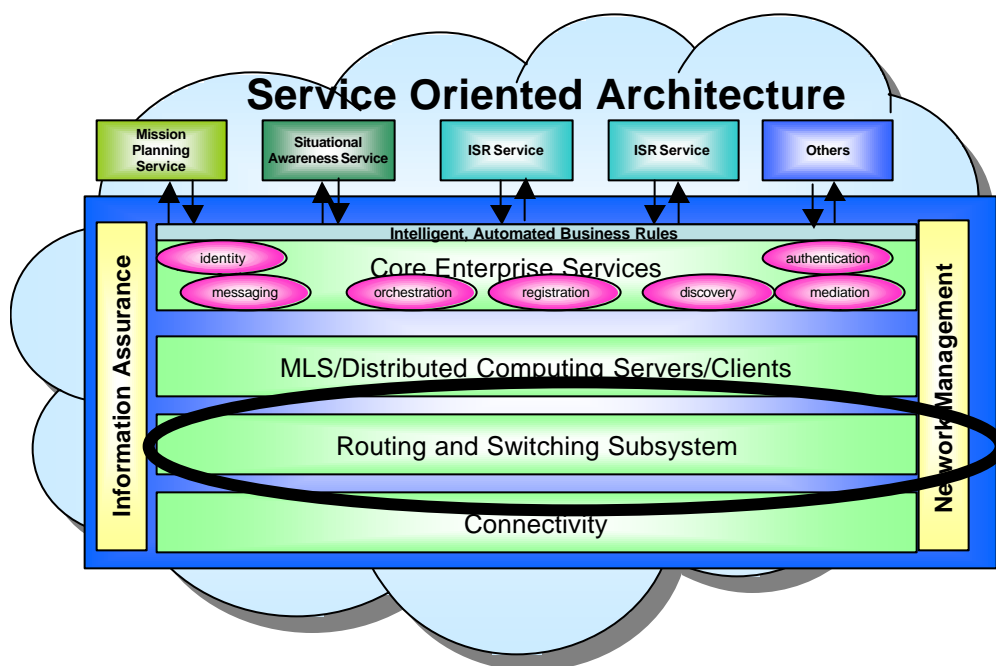 Service Oriented Architecture
Mission
Planning
Service
Situational
Awareness Service
ISR Service
ISR Service
Others
Intelligent, Automated Business Rules
identity
authentication
Core Enterprise Services
messaging
orchestration
registration
discovery
mediation
MLS/Distributed Computing Servers/Clients
Routing and Switching Subsystem
Connectivity
Information Assurance
Network Management